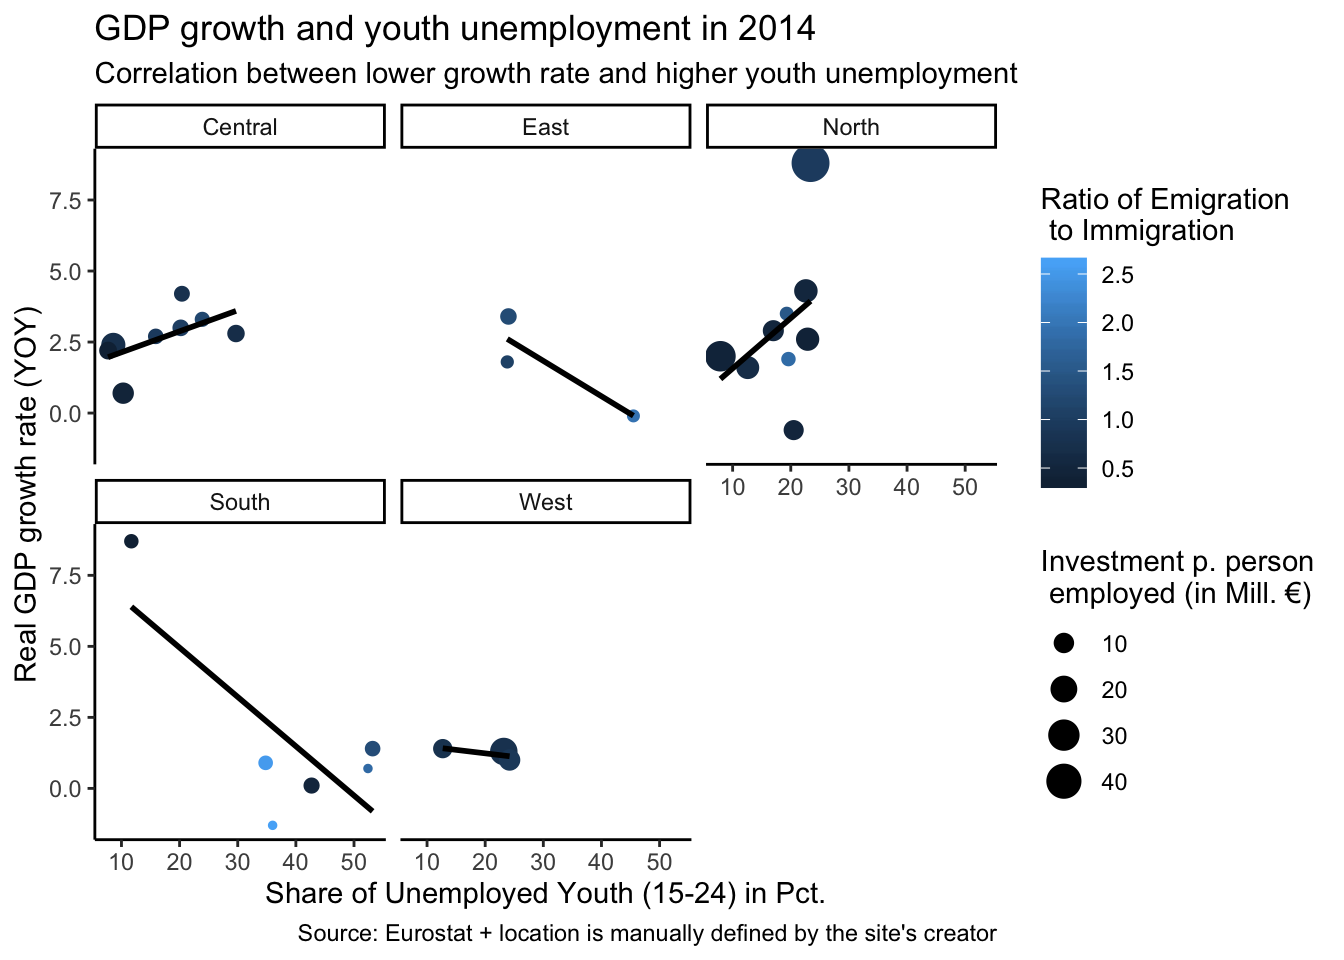 GDP growth and youth unemployment in 2014
Correlation between lower growth rate and higher youth unemployment
Central
East
North
7.5
5.0
2.5
0.0
10 20 30 40 50
South
West
7.5
5.0
2.5
0.0
10 20 30 40 50
10 20 30 40 50
Real GDP growth rate (YOY)
Share of Unemployed Youth (15-24) in Pct.
Source: Eurostat + location is manually defined by the site's creator
Ratio of Emigration
to Immigration
2.5
2.0
1.5
1.0
0.5
Investment p. person
employed (in Mill. €)
10
20
30
40